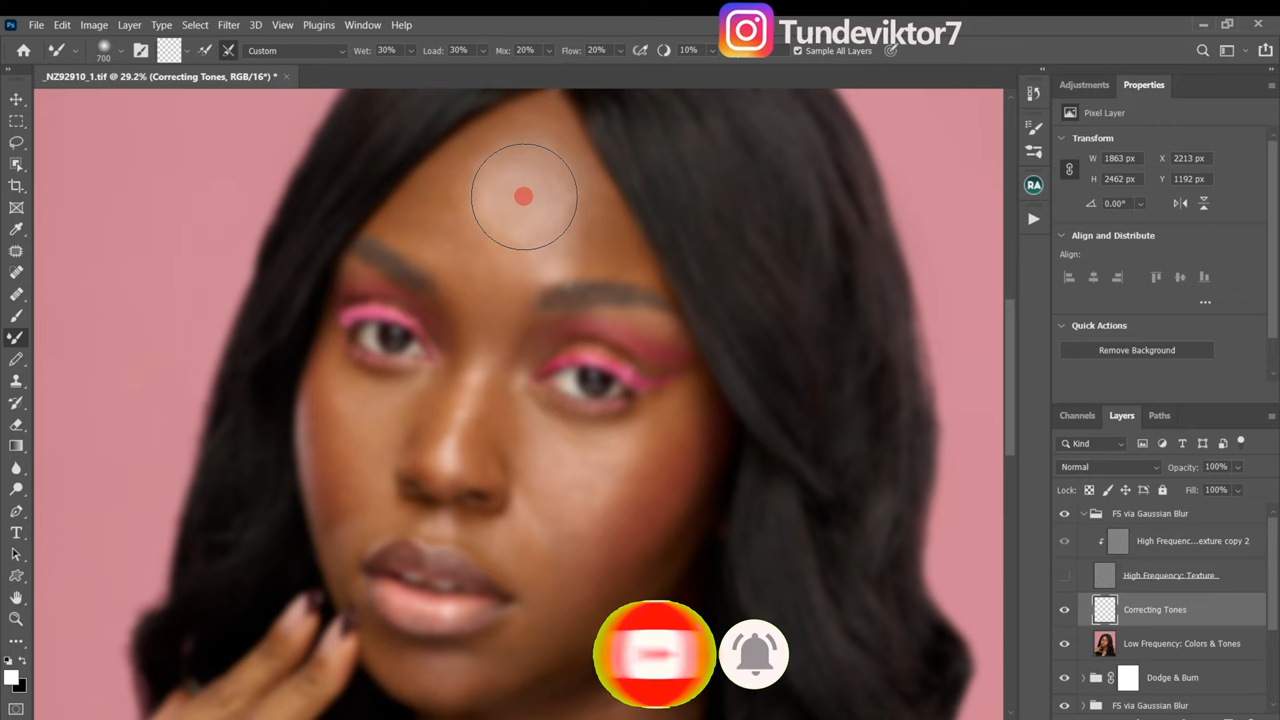 Ps File Edit Image Layer Type Select Filter 3D View Plugins Window Help
Tundeviktor7
700 Custom Wet: 30% Load: 30% Mix: 20% Flow: 20% 10% Sample All Layers
_NZ92910_1.tif @ 29.2% (Correcting Tones, RGB/16*) *
Adjustments Properties
Pixel Layer
Transform
W 1863 px X 2213 px
H 2462 px Y 1192 px
0.00°
RA
Align and Distribute
Align:
Quick Actions
Remove Background
Channels Layers Paths
Kind
Normal Opacity: 100%
Lock: Fill: 100%
FS via Gaussian Blur
High Frequenc...exture copy 2
High Frequency: Texture
Correcting Tones
Low Frequency: Colors & Tones
Dodge & Burn
FS via Gaussian Blur